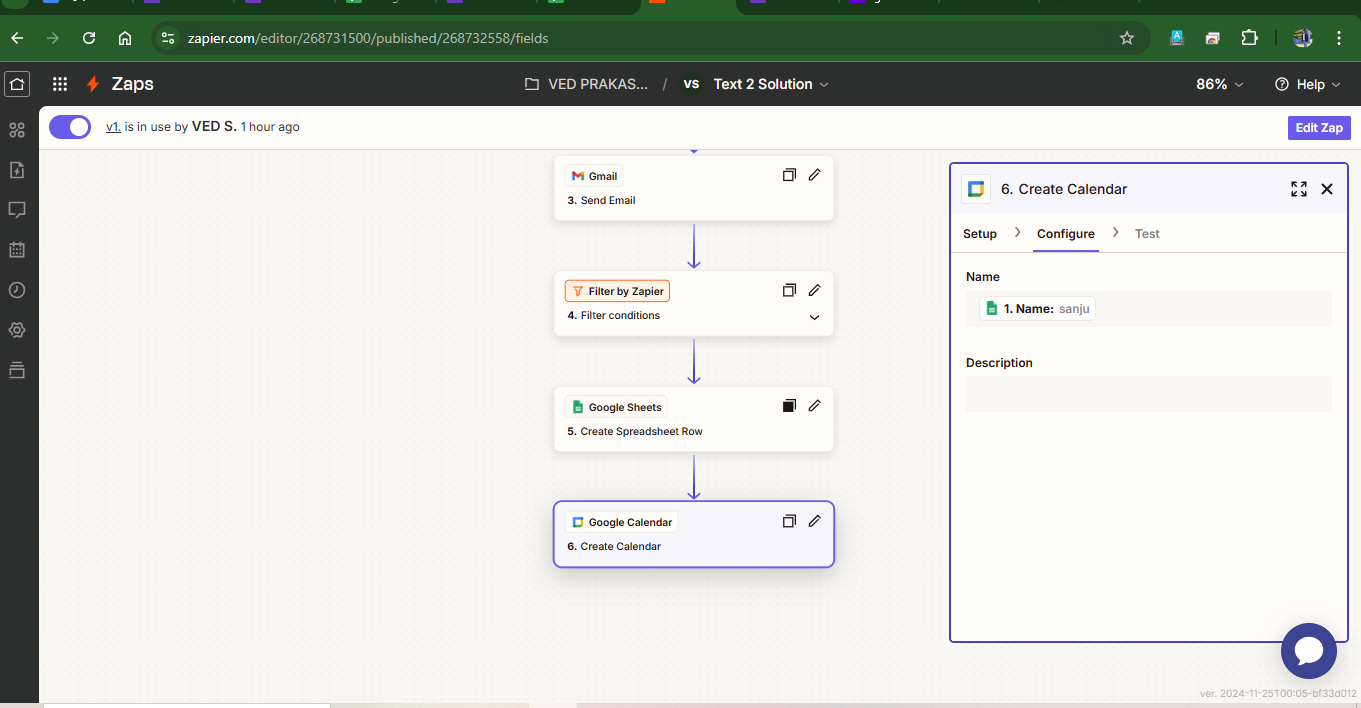 zapier.com/editor/268731500/published/268732558/fields
Zaps
VED PRAKAS... / VS Text 2 Solution
86%
Help
v1. is in use by VED S. 1 hour ago
Edit Zap
Gmail
3. Send Email
Filter by Zapier
4. Filter conditions
Google Sheets
5. Create Spreadsheet Row
Google Calendar
6. Create Calendar
6. Create Calendar
Setup
Configure
Test
Name
1. Name: sanju
Description
ver. 2024-11-25T00:05-bf33d012